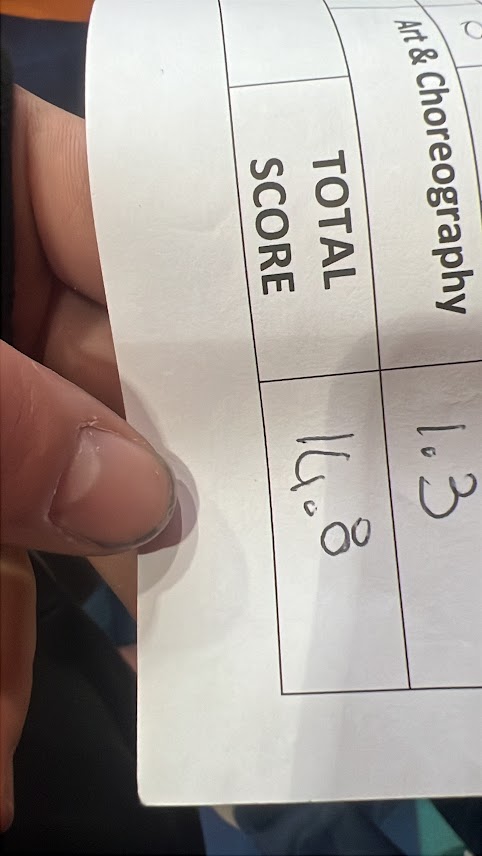 Art & Choreography 1.3
TOTAL SCORE 14.8